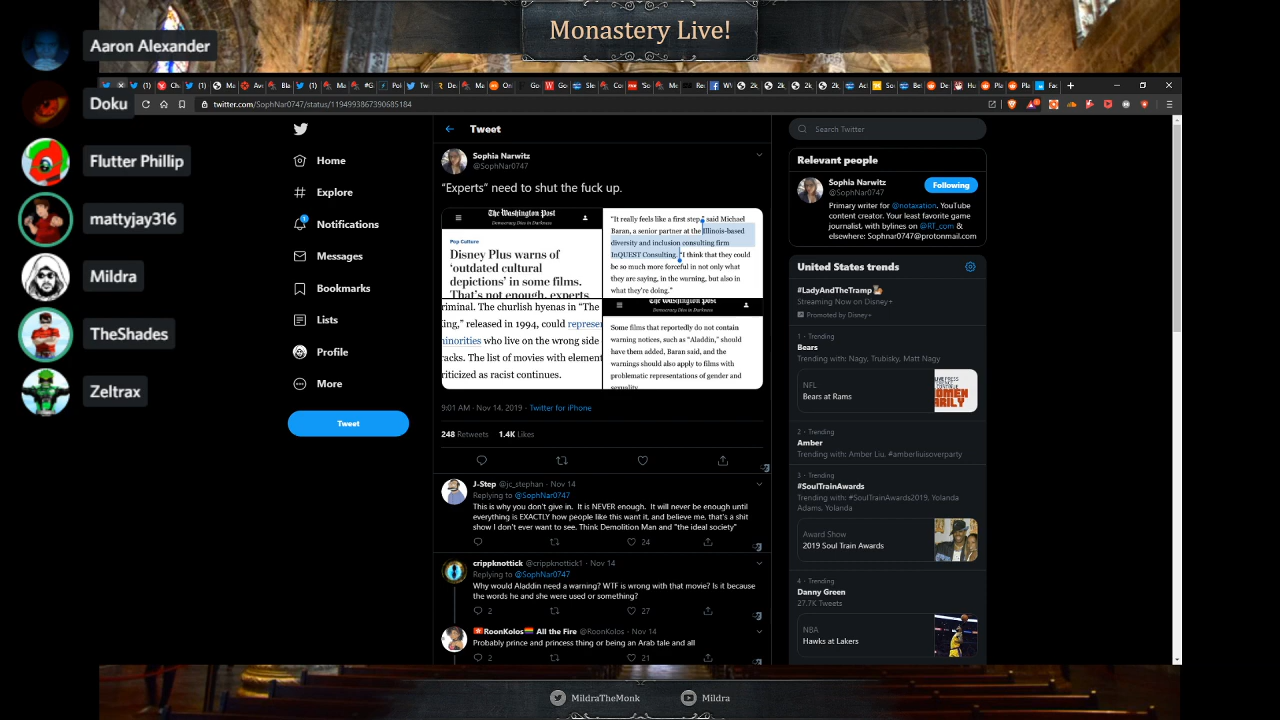 Monastery Live!
Aaron Alexander
Doku
Flutter Phillip
mattyjay316
Mildra
TheShades
Zeltrax
twitter.com/SophNar0747/status/1194993867390685184
Home
Explore
Notifications
Messages
Bookmarks
Lists
Profile
More
Tweet
Tweet
Sophia Narwitz
@SophNar0747
“Experts” need to shut the fuck up.
The Washington Post
Democracy Dies in Darkness
Pop Culture
Disney Plus warns of
‘outdated cultural
depictions’ in some films.
That's not enough, experts
"It really feels like a first step," said Michael
Baran, a senior partner at the Illinois-based
diversity and inclusion consulting firm
InQUEST Consulting. "I think that they could
be so much more forceful in not only what
they are saying, in the warning, but also in
what they're doing."
riminal. The churlish hyenas in “The
ing,” released in 1994, could represe
minorities who live on the wrong side
racks. The list of movies with element
riticized as racist continues.
The Washington Post
Democracy Dies in Darkness
Some films that reportedly do not contain
warning notices, such as “Aladdin,” should
have them added, Baran said, and the
warnings should also apply to films with
problematic representations of gender and
sexuality.
9:01 AM · Nov 14, 2019 · Twitter for iPhone
248 Retweets 1.4K Likes
J-Step @jc_stephan · Nov 14
Replying to @SophNar0747
This is why you don't give in. It is NEVER enough. It will never be enough until
everything is EXACTLY how people like this want it, and believe me, that's a shit
show I don't ever want to see. Think Demolition Man and "the ideal society"
24
crippknottick @crippknottick1 · Nov 14
Replying to @SophNar0747
Why would Aladdin need a warning? WTF is wrong with that movie? Is it because
the words he and she were used or something?
2 27
RoonKolos All the Fire @RoonKolos · Nov 14
Probably prince and princess thing or being an Arab tale and all
2 21
Search Twitter
Relevant people
Sophia Narwitz
@SophNar0747
Following
Primary writer for @notaxation. YouTube
content creator. Your least favorite game
journalist, with bylines on @RT_com &
elsewhere: Sophnar0747@protonmail.com
United States trends
#LadyAndTheTramp
Streaming Now on Disney+
Promoted by Disney+
1 · Trending
Bears
Trending with: Nagy, Trubisky, Matt Nagy
NFL
Bears at Rams
2 · Trending
Amber
Trending with: Amber Liu, #amberliuisoverparty
3 · Trending
#SoulTrainAwards
Trending with: #SoulTrainAwards2019, Yolanda
Adams, Yolanda
Award Show
2019 Soul Train Awards
4 · Trending
Danny Green
27.7K Tweets
NBA
Hawks at Lakers
MildraTheMonk
Mildra